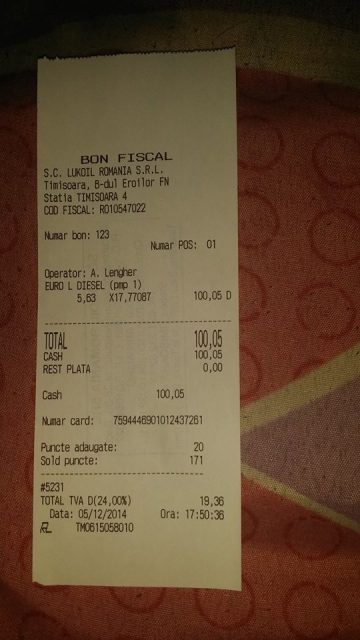 BON FISCAL
S.C. LUKOIL ROMANIA S.R.L.
Timisoara, B-dul Eroilor FN
Statia TIMISOARA 4
COD FISCAL: RO10547022
Numar bon: 123
Numar POS: 01
Operator: A. Lengher
EURO L DIESEL (pmp 1)
5,63 X17,77087 100,05 D
TOTAL 100,05
CASH 100,05
REST PLATA 0,00
Cash 100,05
Numar card: 7594446901012437261
Puncte adaugate: 20
Sold puncte: 171
#5231
TOTAL TVA D(24,00%) 19,36
Data: 05/12/2014 Ora: 17:50:36
TM0615058010